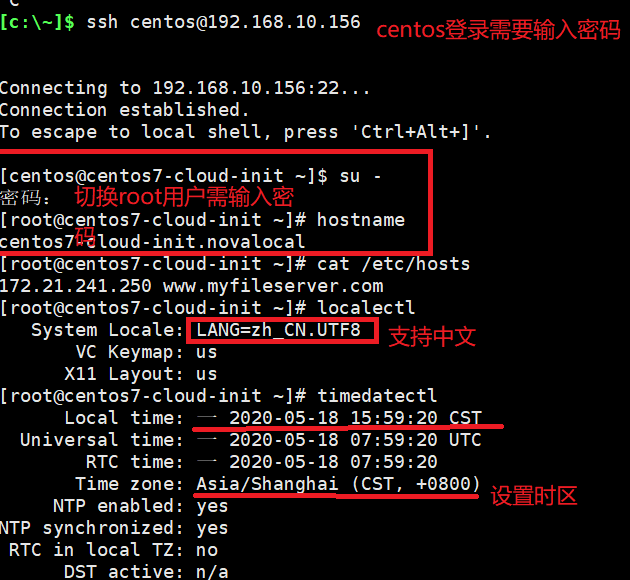 [c:\~]$ ssh centos@192.168.10.156
centos登录需要输入密码
Connecting to 192.168.10.156:22...
Connection established.
To escape to local shell, press 'Ctrl+Alt+]'.
[centos@centos7-cloud-init ~]$ su -
密码：
切换root用户需输入密
码
[root@centos7-cloud-init ~]# hostname
centos7-cloud-init.novalocal
[root@centos7-cloud-init ~]# cat /etc/hosts
172.21.241.250 www.myfileserver.com
[root@centos7-cloud-init ~]# localectl
System Locale: LANG=zh_CN.UTF8
支持中文
VC Keymap: us
X11 Layout: us
[root@centos7-cloud-init ~]# timedatectl
Local time: 一 2020-05-18 15:59:20 CST
Universal time: 一 2020-05-18 07:59:20 UTC
RTC time: 一 2020-05-18 07:59:20
Time zone: Asia/Shanghai (CST, +0800)
设置时区
NTP enabled: yes
NTP synchronized: yes
RTC in local TZ: no
DST active: n/a